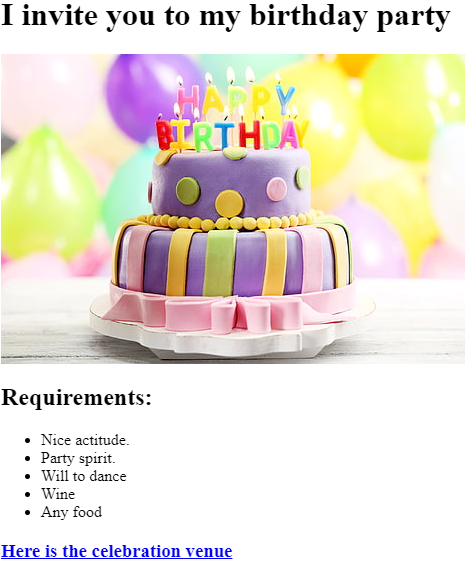 I invite you to my birthday party
HAPPY
BIRTHDAY
Requirements:
Nice actitude.
Party spirit.
Will to dance
Wine
Any food
Here is the celebration venue